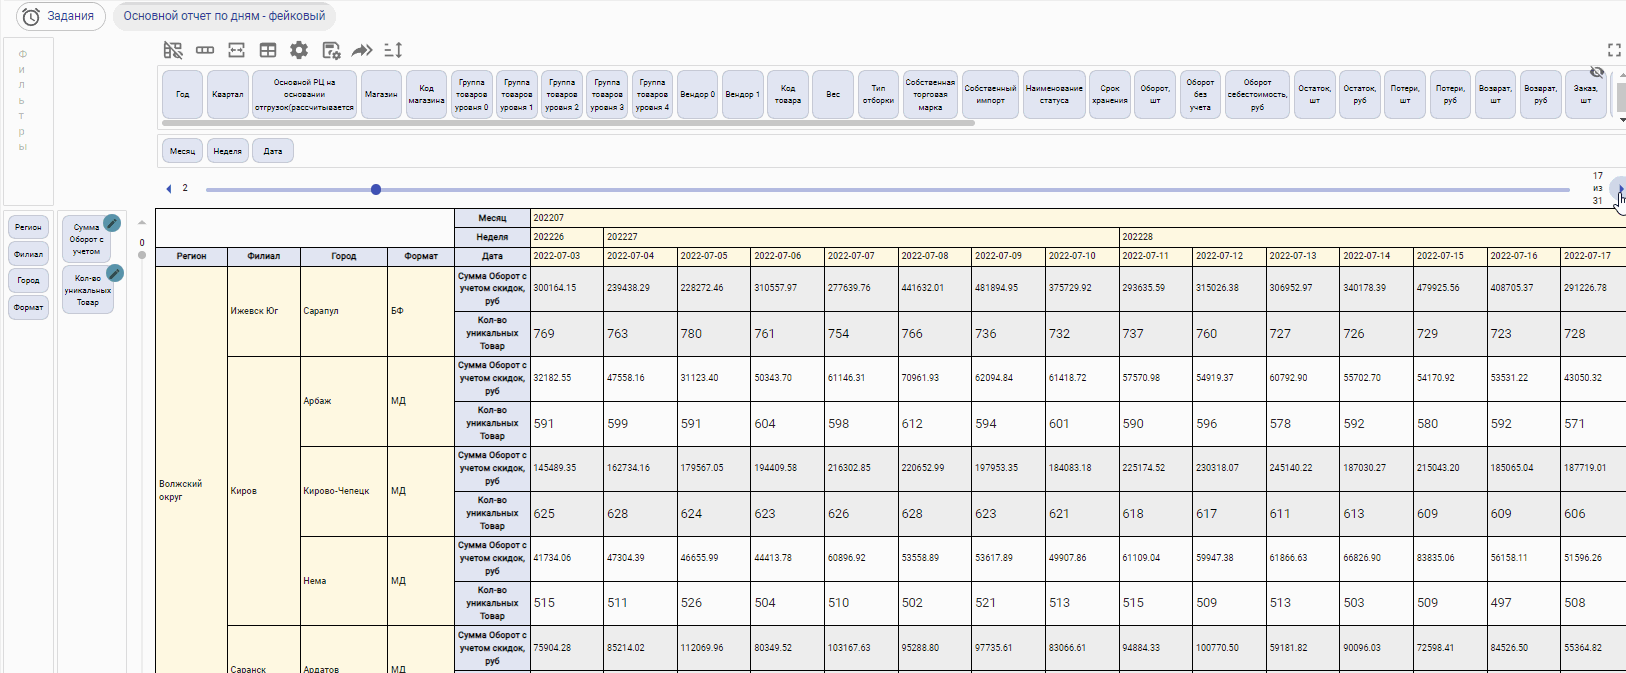 Задания
Основной отчет по дням - фейковый
Фильтры
Год
Квартал
Основной РЦ на основании отгрузок(рассчитывается
Магазин
Код магазина
Группа товаров уровня 0
Группа товаров уровня 1
Группа товаров уровня 2
Группа товаров уровня 3
Группа товаров уровня 4
Вендор 0
Вендор 1
Код товара
Вес
Тип отборки
Собственная торговая марка
Собственный импорт
Наименование статуса
Срок хранения
Оборот, шт
Оборот без учета
Оборот себестоимость, руб
Остаток, шт
Остаток, руб
Потери, шт
Потери, руб
Возврат, шт
Возврат, руб
Заказ, шт
Месяц
Неделя
Дата
2
17 из 31
Регион
Филиал
Город
Формат
Сумма Оборот с учетом
Кол-во уникальных Товар
0
Месяц 202207
Неделя 202226 202227 202228
Регион Филиал Город Формат Дата 2022-07-03 2022-07-04 2022-07-05 2022-07-06 2022-07-07 2022-07-08 2022-07-09 2022-07-10 2022-07-11 2022-07-12 2022-07-13 2022-07-14 2022-07-15 2022-07-16 2022-07-17
Волжский округ
Ижевск Юг Сарапул БФ
Сумма Оборот с учетом скидок, руб 300164.15 239438.29 228272.46 310557.97 277639.76 441632.01 481894.95 375729.92 293635.59 315026.38 306952.97 340178.39 479925.56 408705.37 291226.78
Кол-во уникальных Товар 769 763 780 761 754 766 736 732 737 760 727 726 729 723 728
Киров Арбаж МД
Сумма Оборот с учетом скидок, руб 32182.55 47558.16 31123.40 50343.70 61146.31 70961.93 62094.84 61418.72 57570.98 54919.37 60792.90 55702.70 54170.92 53531.22 43050.32
Кол-во уникальных Товар 591 599 591 604 598 612 594 601 590 596 578 592 580 592 571
Кирово-Чепецк МД
Сумма Оборот с учетом скидок, руб 145489.35 162734.16 179567.05 194409.58 216302.85 220652.99 197953.35 184083.18 225174.52 230318.07 245140.22 187030.27 215043.20 185065.04 187719.01
Кол-во уникальных Товар 625 628 624 623 626 628 623 621 618 617 611 613 609 609 606
Нема МД
Сумма Оборот с учетом скидок, руб 41734.06 47304.39 46655.99 44413.78 60896.92 53558.89 53617.89 49907.86 61109.04 59947.38 61866.63 66826.90 83835.06 56158.11 51596.26
Кол-во уникальных Товар 515 511 526 504 510 502 521 513 515 509 513 503 509 497 508
Саранск Ардатов МД
Сумма Оборот с учетом скидок, руб 75904.28 85214.02 112069.96 80349.52 103167.63 95288.80 97735.61 83066.61 94884.33 100770.50 59181.82 90096.03 72598.41 84526.50 55364.82